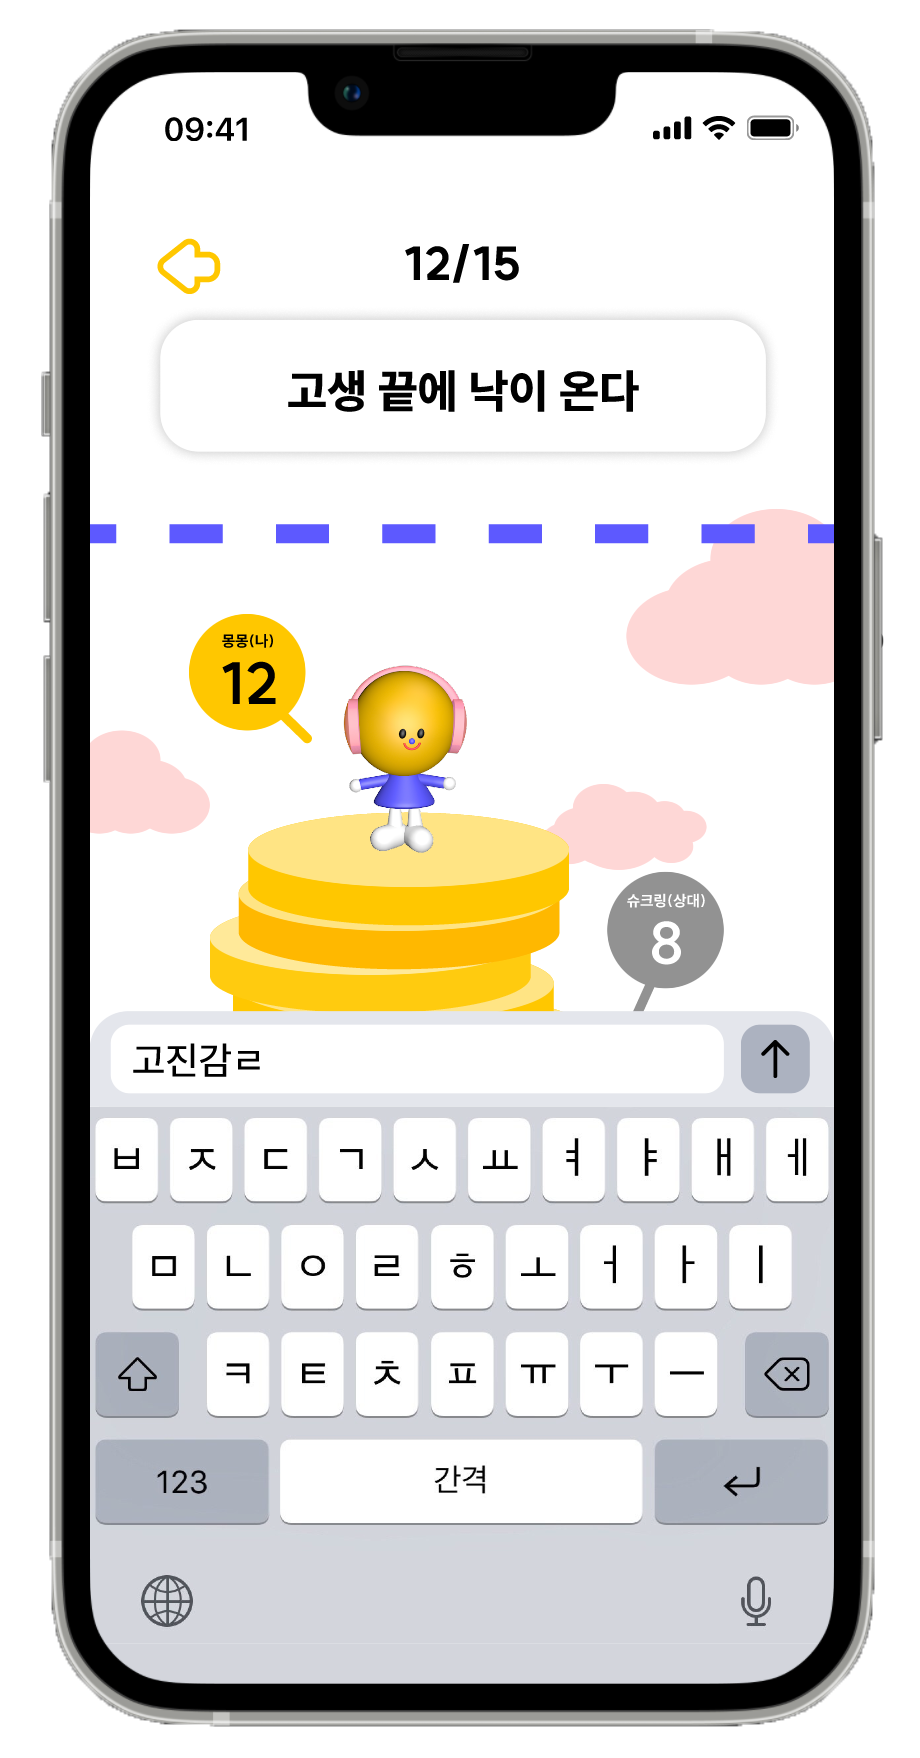 09:41
12/15
고생 끝에 낙이 온다
몽몽(나)
12
슈크링(상대)
8
고진감ㄹ
ㅂ ㅈ ㄷ ㄱ ㅅ ㅛ ㅕ ㅑ ㅐ ㅔ
ㅁ ㄴ ㅇ ㄹ ㅎ ㅗ ㅓ ㅏ ㅣ
ㅋ ㅌ ㅊ ㅍ ㅠ ㅜ ㅡ
123 간격